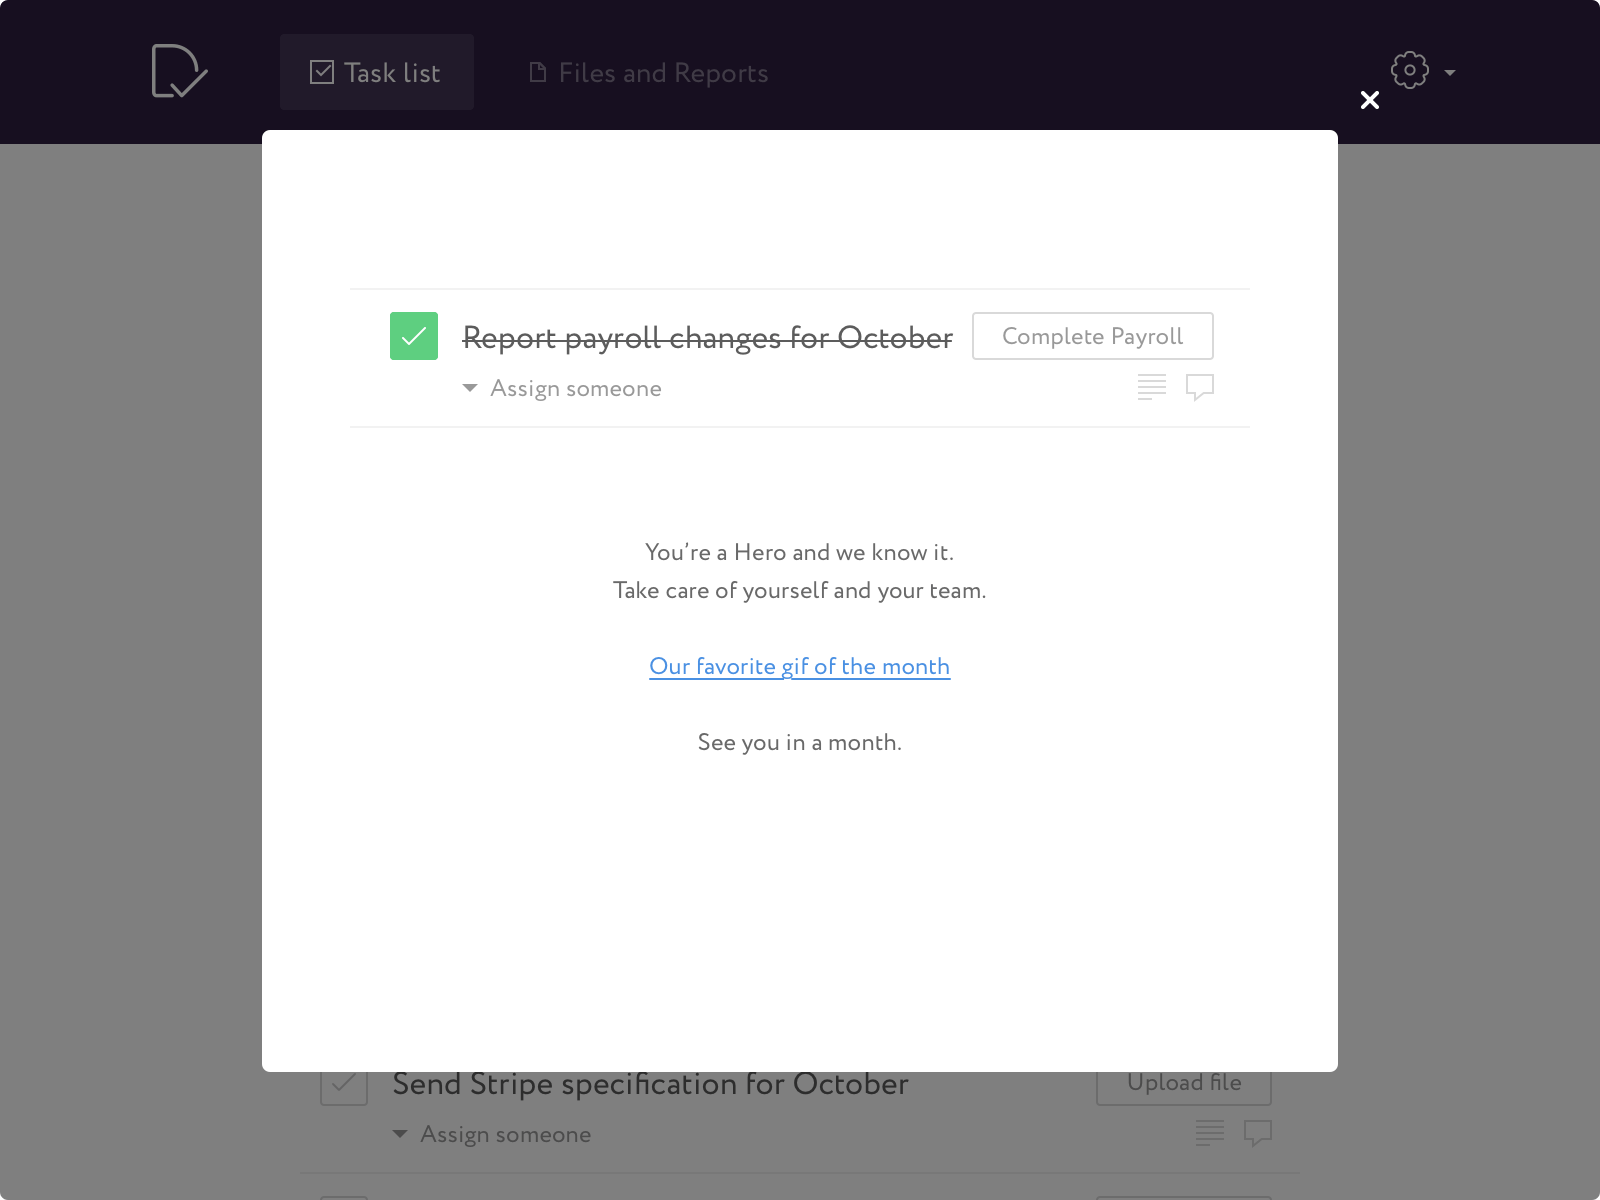 Task list
Files and Reports
Report payroll changes for October
Complete Payroll
Assign someone
You’re a Hero and we know it.
Take care of yourself and your team.
Our favorite gif of the month
See you in a month.
Send Stripe specification for October
Upload file
Assign someone